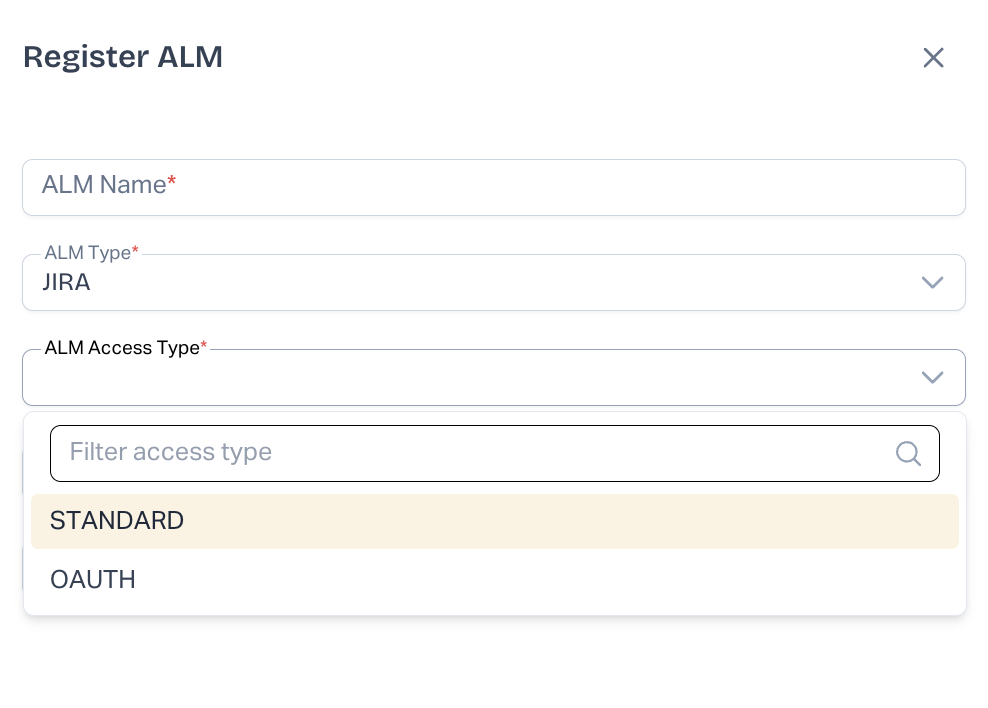 Register ALM
ALM Name*
ALM Type*
JIRA
ALM Access Type*
Filter access type
STANDARD
OAUTH